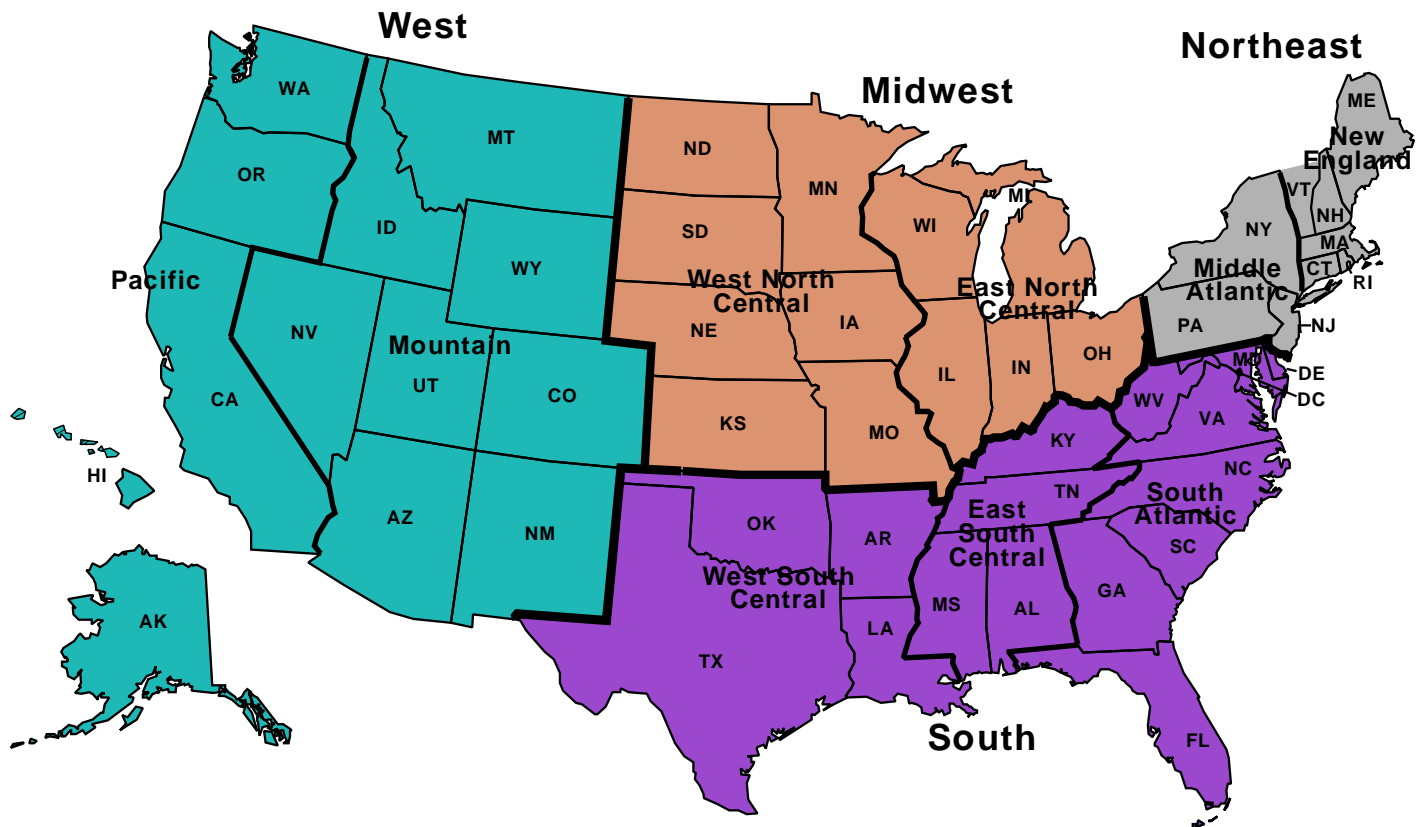 West
Northeast
Midwest
South
WA
MT
OR
ID
WY
Pacific
NV
Mountain
UT
CO
CA
AZ
NM
HI
AK
ND
MN
SD
WI
MI
West North
Central
East North
Central
NE
IA
KS
MO
IL
IN
OH
ME
New
England
VT
NH
NY
MA
CT
RI
Middle
Atlantic
PA
NJ
MD
DE
DC
WV
VA
KY
NC
TN
South
Atlantic
East
South
Central
SC
OK
AR
West South
Central
MS
AL
GA
LA
TX
FL